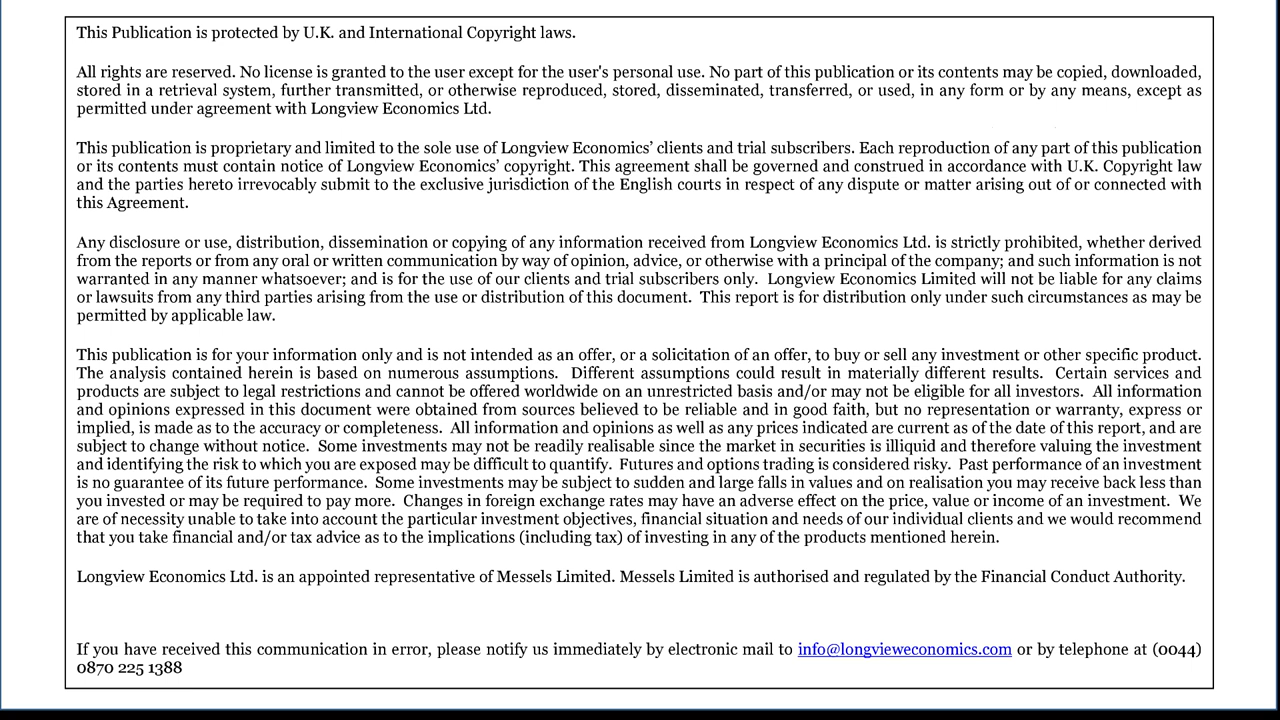 This Publication is protected by U.K. and International Copyright laws.
All rights are reserved. No license is granted to the user except for the user's personal use. No part of this publication or its contents may be copied, downloaded,
stored in a retrieval system, further transmitted, or otherwise reproduced, stored, disseminated, transferred, or used, in any form or by any means, except as
permitted under agreement with Longview Economics Ltd.
This publication is proprietary and limited to the sole use of Longview Economics’ clients and trial subscribers. Each reproduction of any part of this publication
or its contents must contain notice of Longview Economics’ copyright. This agreement shall be governed and construed in accordance with U.K. Copyright law
and the parties hereto irrevocably submit to the exclusive jurisdiction of the English courts in respect of any dispute or matter arising out of or connected with
this Agreement.
Any disclosure or use, distribution, dissemination or copying of any information received from Longview Economics Ltd. is strictly prohibited, whether derived
from the reports or from any oral or written communication by way of opinion, advice, or otherwise with a principal of the company; and such information is not
warranted in any manner whatsoever; and is for the use of our clients and trial subscribers only. Longview Economics Limited will not be liable for any claims
or lawsuits from any third parties arising from the use or distribution of this document. This report is for distribution only under such circumstances as may be
permitted by applicable law.
This publication is for your information only and is not intended as an offer, or a solicitation of an offer, to buy or sell any investment or other specific product.
The analysis contained herein is based on numerous assumptions. Different assumptions could result in materially different results. Certain services and
products are subject to legal restrictions and cannot be offered worldwide on an unrestricted basis and/or may not be eligible for all investors. All information
and opinions expressed in this document were obtained from sources believed to be reliable and in good faith, but no representation or warranty, express or
implied, is made as to the accuracy or completeness. All information and opinions as well as any prices indicated are current as of the date of this report, and are
subject to change without notice. Some investments may not be readily realisable since the market in securities is illiquid and therefore valuing the investment
and identifying the risk to which you are exposed may be difficult to quantify. Futures and options trading is considered risky. Past performance of an investment
is no guarantee of its future performance. Some investments may be subject to sudden and large falls in values and on realisation you may receive back less than
you invested or may be required to pay more. Changes in foreign exchange rates may have an adverse effect on the price, value or income of an investment. We
are of necessity unable to take into account the particular investment objectives, financial situation and needs of our individual clients and we would recommend
that you take financial and/or tax advice as to the implications (including tax) of investing in any of the products mentioned herein.
Longview Economics Ltd. is an appointed representative of Messels Limited. Messels Limited is authorised and regulated by the Financial Conduct Authority.
If you have received this communication in error, please notify us immediately by electronic mail to info@longvieweconomics.com or by telephone at (0044)
0870 225 1388